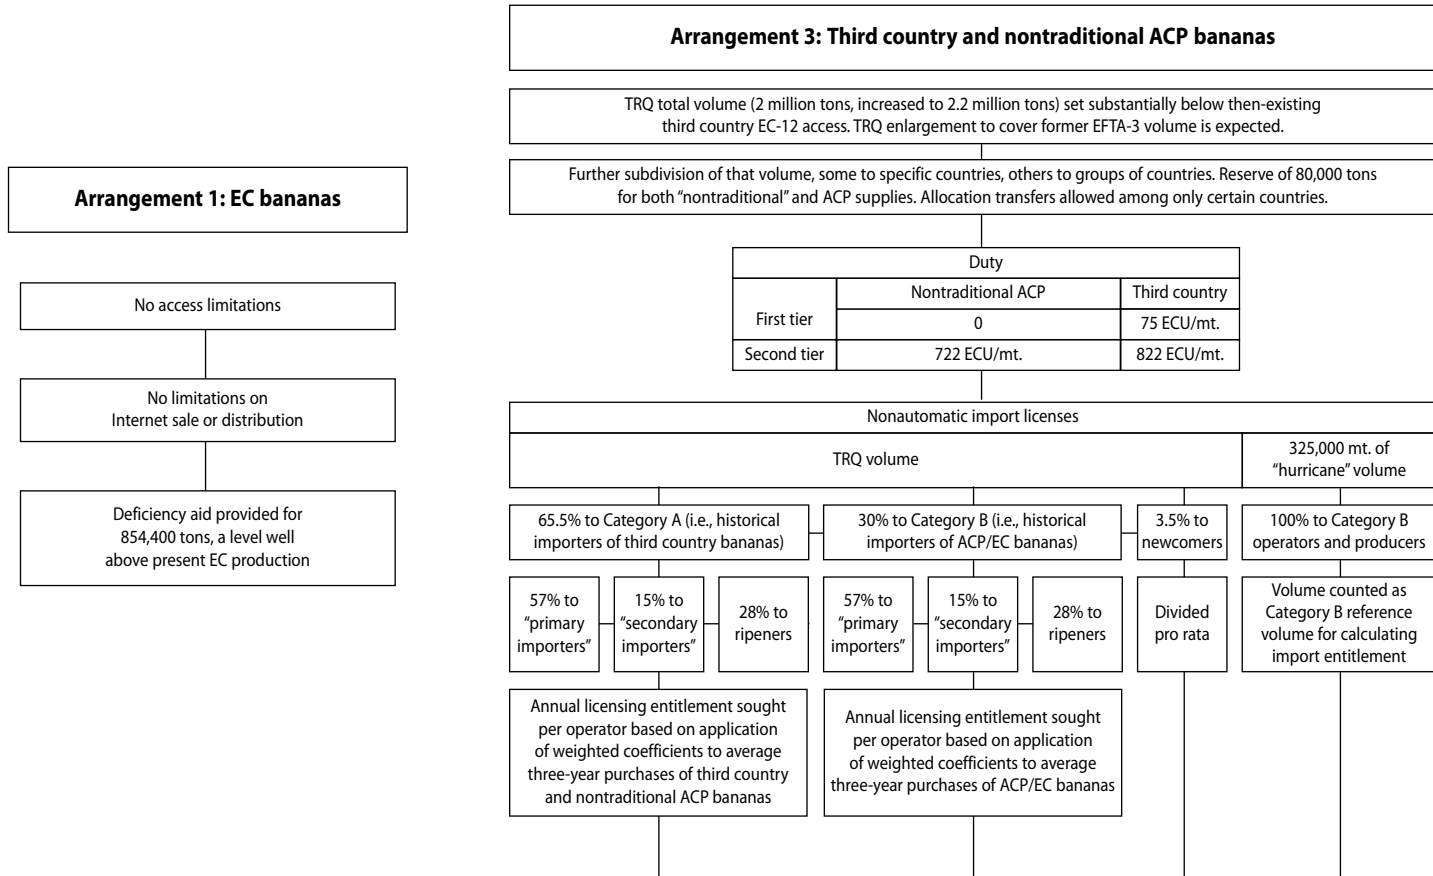 Arrangement 1: EC bananas
No access limitations
No limitations on
Internet sale or distribution
Deficiency aid provided for
854,400 tons, a level well
above present EC production
Arrangement 3: Third country and nontraditional ACP bananas
TRQ total volume (2 million tons, increased to 2.2 million tons) set substantially below then-existing
third country EC-12 access. TRQ enlargement to cover former EFTA-3 volume is expected.
Further subdivision of that volume, some to specific countries, others to groups of countries. Reserve of 80,000 tons
for both “nontraditional” and ACP supplies. Allocation transfers allowed among only certain countries.
Duty
Nontraditional ACP
Third country
First tier
0
75 ECU/mt.
Second tier
722 ECU/mt.
822 ECU/mt.
Nonautomatic import licenses
TRQ volume
325,000 mt. of
“hurricane” volume
65.5% to Category A (i.e., historical
importers of third country bananas)
30% to Category B (i.e., historical
importers of ACP/EC bananas)
3.5% to
newcomers
100% to Category B
operators and producers
57% to
“primary
importers”
15% to
“secondary
importers”
28% to
ripeners
57% to
“primary
importers”
15% to
“secondary
importers”
28% to
ripeners
Divided
pro rata
Volume counted as
Category B reference
volume for calculating
import entitlement
Annual licensing entitlement sought
per operator based on application
of weighted coefficients to average
three-year purchases of third country
and nontraditional ACP bananas
Annual licensing entitlement sought
per operator based on application
of weighted coefficients to average
three-year purchases of ACP/EC bananas